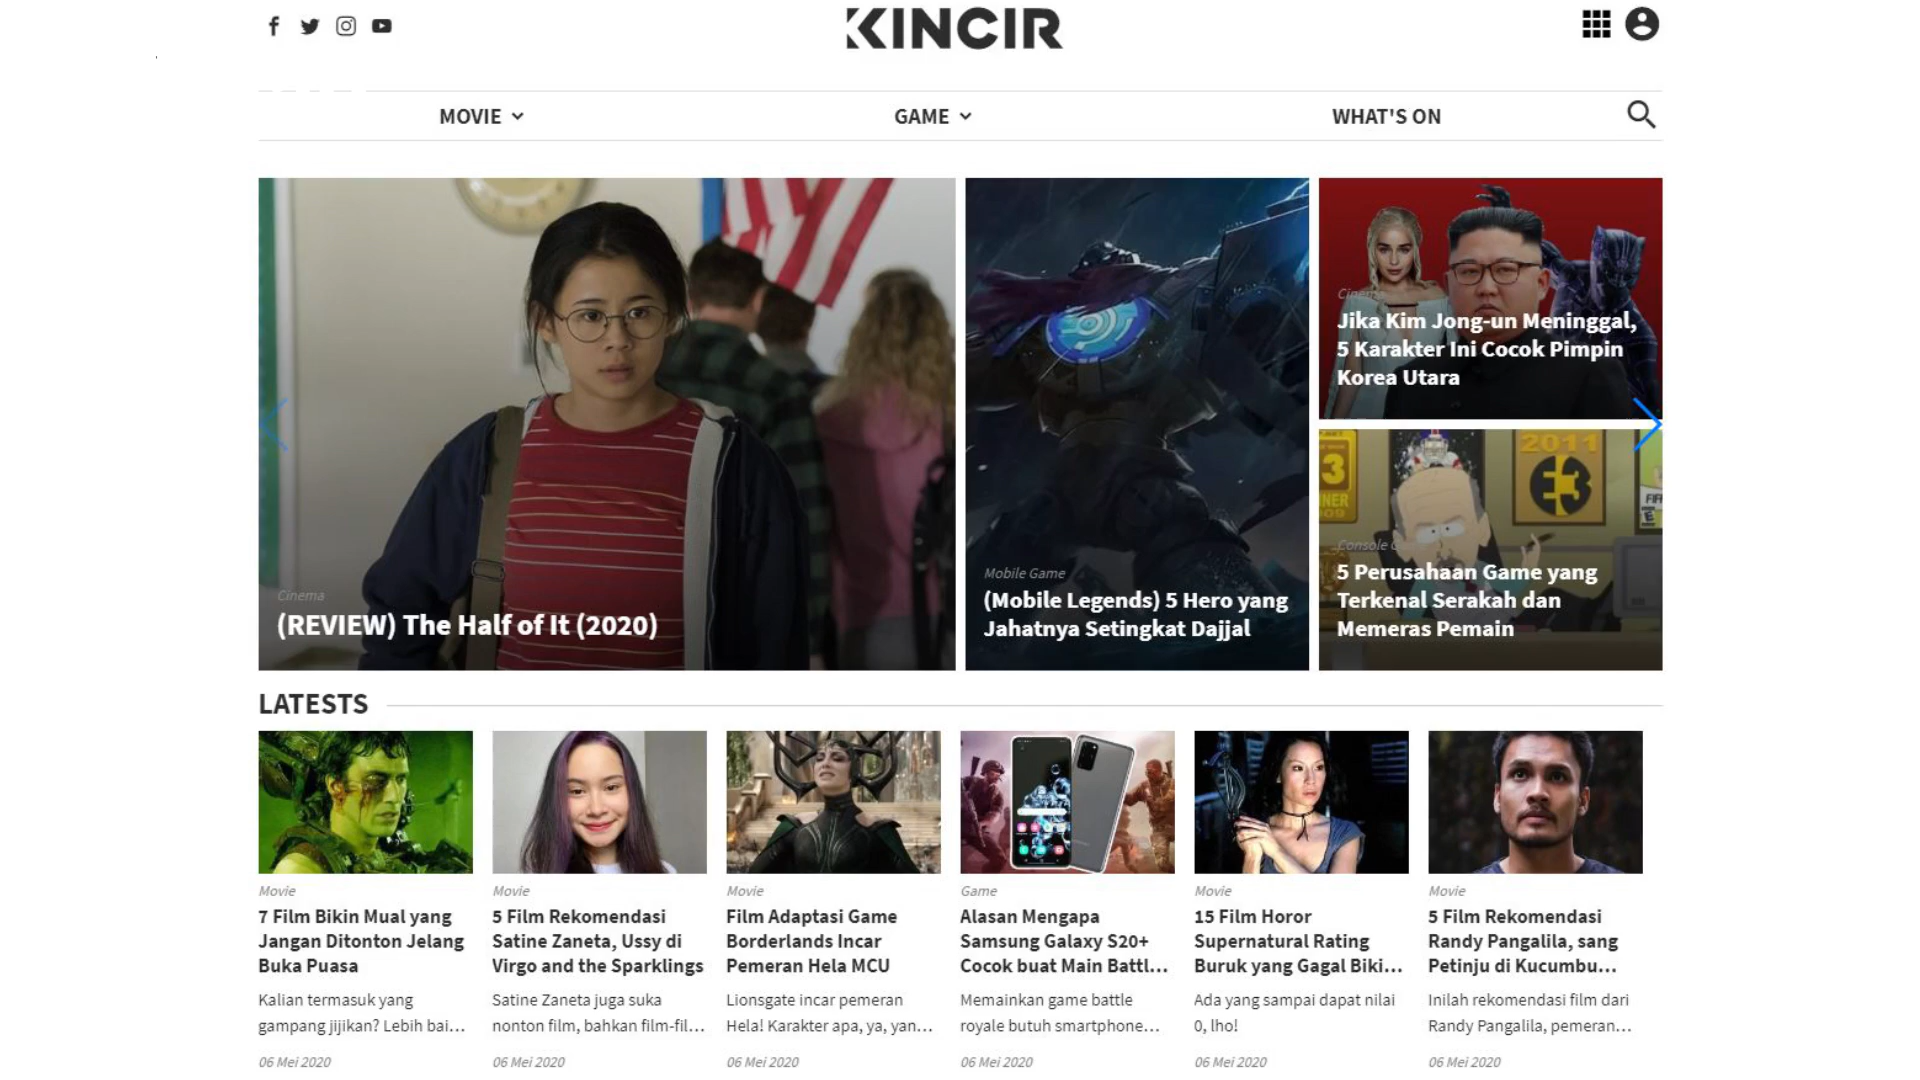 KINCIR
MOVIE
GAME
WHAT'S ON
Cinema
(REVIEW) The Half of It (2020)
Mobile Game
(Mobile Legends) 5 Hero yang
Jahatnya Setingkat Dajjal
Cinema
Jika Kim Jong-un Meninggal,
5 Karakter Ini Cocok Pimpin
Korea Utara
2011
E3
3
FIFA
Console
5 Perusahaan Game yang
Terkenal Serakah dan
Memeras Pemain
LATESTS
Movie
7 Film Bikin Mual yang
Jangan Ditonton Jelang
Buka Puasa
Kalian termasuk yang
gampang jijikan? Lebih bai...
06 Mei 2020
Movie
5 Film Rekomendasi
Satine Zaneta, Ussy di
Virgo and the Sparklings
Satine Zaneta juga suka
nonton film, bahkan film-fil...
06 Mei 2020
Movie
Film Adaptasi Game
Borderlands Incar
Pemeran Hela MCU
Lionsgate incar pemeran
Hela! Karakter apa, ya, yan...
06 Mei 2020
Game
Alasan Mengapa
Samsung Galaxy S20+
Cocok buat Main Battl...
Memainkan game battle
royale butuh smartphone...
06 Mei 2020
Movie
15 Film Horor
Supernatural Rating
Buruk yang Gagal Biki...
Ada yang sampai dapat nilai
0, lho!
06 Mei 2020
Movie
5 Film Rekomendasi
Randy Pangalila, sang
Petinju di Kucumbu...
Inilah rekomendasi film dari
Randy Pangalila, pemeran...
06 Mei 2020